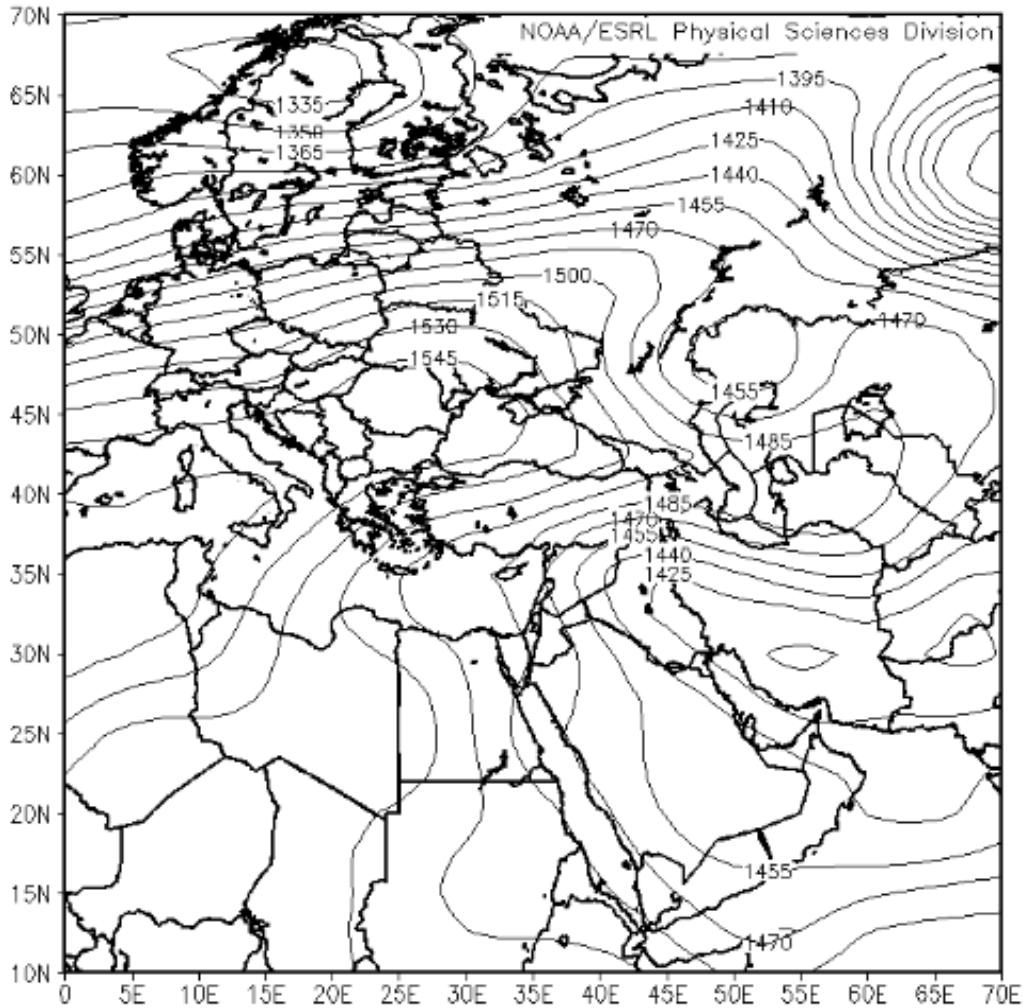 70N
NOAA/ESRL Physical Sciences Division
65N
1395
1335
1410
1350
1365
1425
60N
1440
1455
1470
55N
1500
1515
1530
1470
50N
1545
1455
45N
1485
40N
1485
1470
1455
1440
35N
1425
30N
25N
20N
1455
15N
1470
10N
0 5E 10E 15E 20E 25E 30E 35E 40E 45E 50E 55E 60E 65E 70E